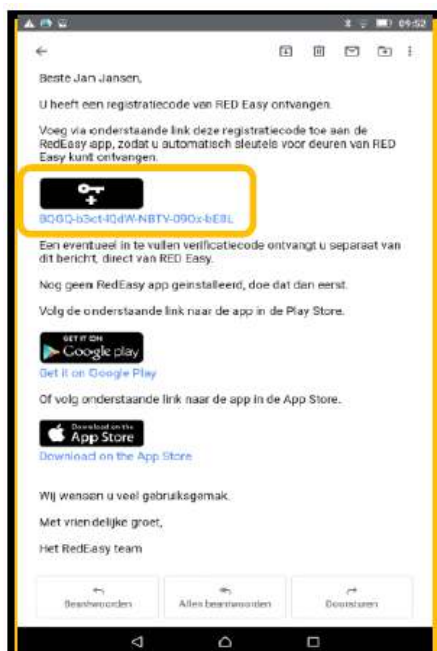 09:52
Beste Jan Jansen,
U heeft een registratiecode van RED Easy ontvangen.
Voeg via onderstaande link deze registratiecode toe aan de
RedEasy app, zodat u automatisch sleutels voor deuren van RED
Easy kunt ontvangen.
Een eventueel in te vullen verificatiecode ontvangt u separaat van
dit bericht, direct van RED Easy.
Nog geen RedEasy app geinstalleerd, doe dat dan eerst.
Volg de onderstaande link naar de app in de Play Store.
GET IT ON
Google play
Get it on Google Play
Of volg onderstaande link naar de app in de App Store.
Download on the
App Store
Download on the App Store
Wij wensen u veel gebruiksgemak.
Met vriendelijke groet,
Het RedEasy team
Beantwoorden
Alles beantwoorden
Doorsturen